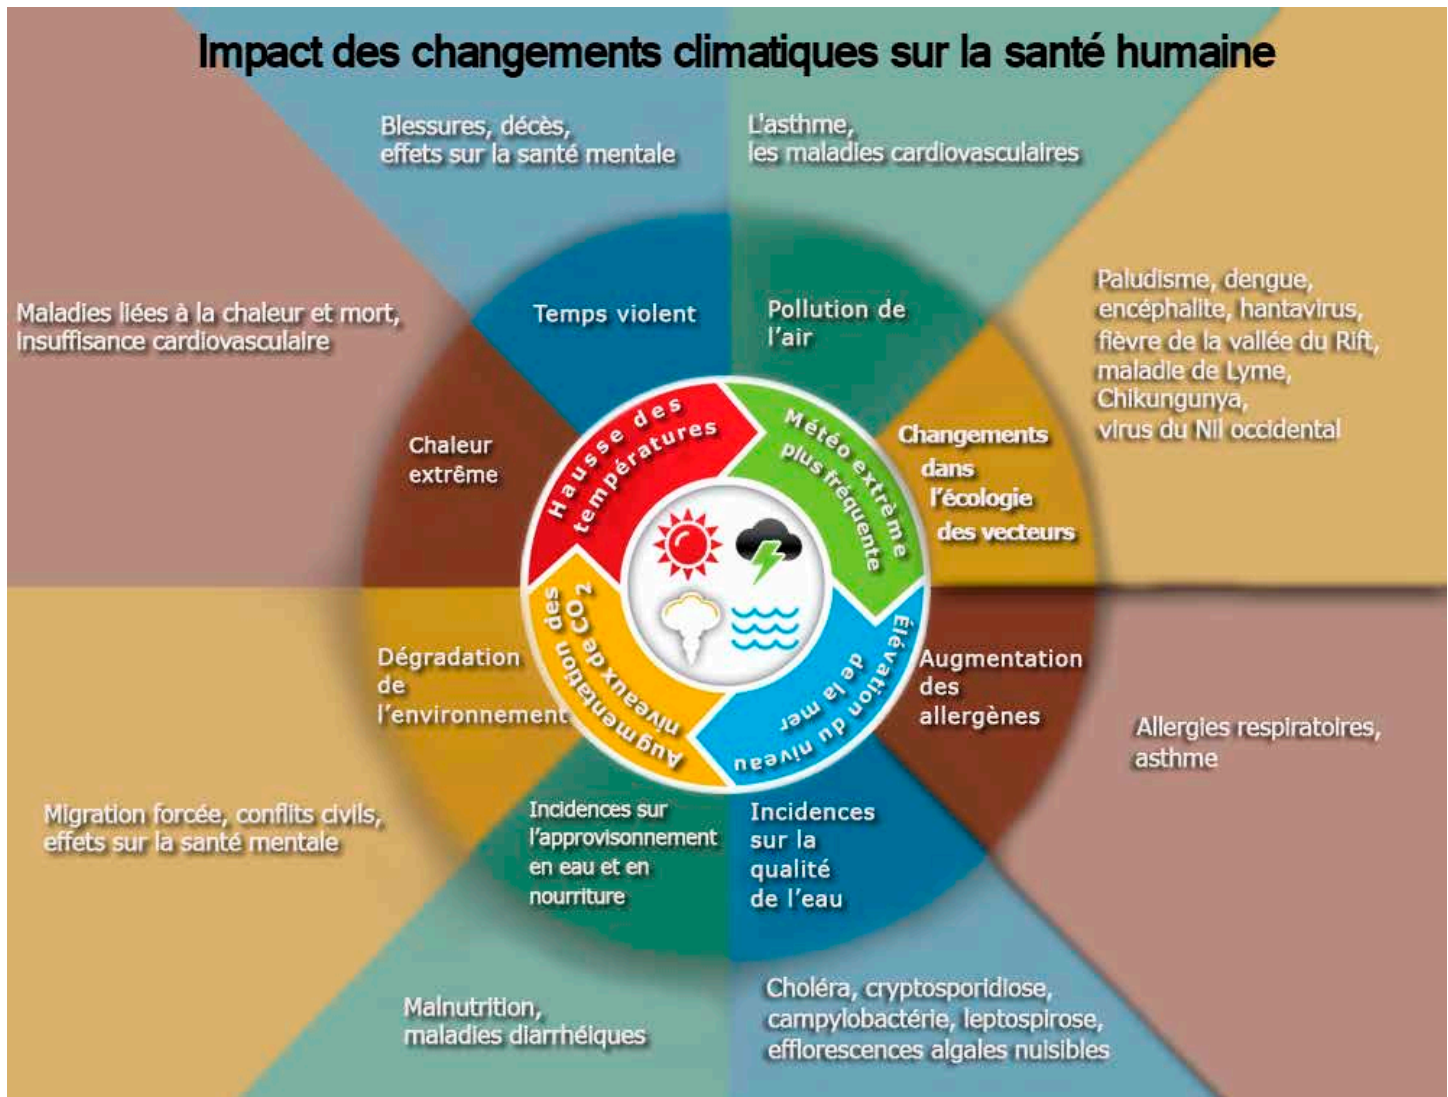 Impact des changements climatiques sur la santé humaine
Blessures, décès,
effets sur la santé mentale
L'asthme,
les maladies cardiovasculaires
Paludisme, dengue,
encéphalite, hantavirus,
fièvre de la vallée du Rift,
maladie de Lyme,
Chikungunya,
virus du Nil occidental
Maladies liées à la chaleur et mort,
insuffisance cardiovasculaire
Temps violent
Pollution de
l'air
Chaleur
extrême
Changements
dans
l'écologie
des vecteurs
Hausse des
températures
Météo extrème
plus fréquente
Augmentation des
niveaux de CO2
Élévation du niveau
de la mer
Dégradation
de
l'environnement
Augmentation
des
allergènes
Allergies respiratoires,
asthme
Migration forcée, conflits civils,
effets sur la santé mentale
Incidences sur
l'approvisonnement
en eau et en
nourriture
Incidences
sur la
qualité
de l'eau
Malnutrition,
maladies diarrhéiques
Choléra, cryptosporidiose,
campylobactérie, leptospirose,
efflorescences algales nuisibles